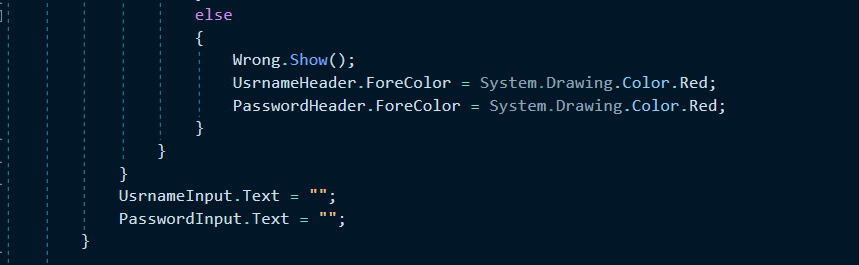 else
{
Wrong.Show();
UsrnameHeader.ForeColor = System.Drawing.Color.Red;
PasswordHeader.ForeColor = System.Drawing.Color.Red;
}
}
}
UsrnameInput.Text = "";
PasswordInput.Text = "";
}